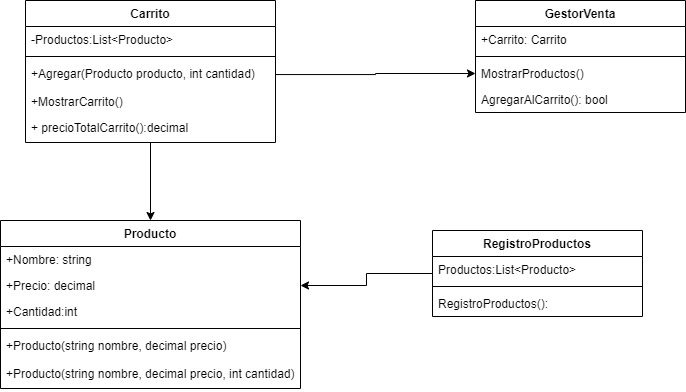 Carrito
-Productos:List<Producto>
+Agregar(Producto producto, int cantidad)
+MostrarCarrito()
+ precioTotalCarrito():decimal
GestorVenta
+Carrito: Carrito
MostrarProductos()
AgregarAlCarrito(): bool
Producto
+Nombre: string
+Precio: decimal
+Cantidad:int
+Producto(string nombre, decimal precio)
+Producto(string nombre, decimal precio, int cantidad)
RegistroProductos
Productos:List<Producto>
RegistroProductos():